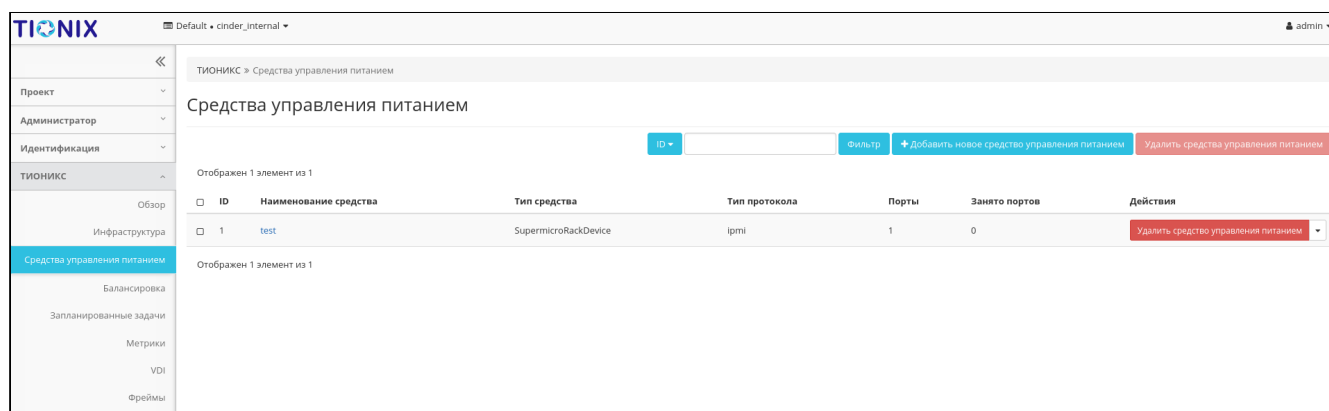 TIONIX
Default • cinder_internal
admin
ТИОНИКС » Средства управления питанием
Проект
Администратор
Идентификация
ТИОНИКС
Обзор
Инфраструктура
Средства управления питанием
Балансировка
Запланированные задачи
Метрики
VDI
Фреймы
Средства управления питанием
ID Фильтр + Добавить новое средство управления питанием Удалить средства управления питанием
Отображен 1 элемент из 1
ID Наименование средства Тип средства Тип протокола Порты Занято портов Действия
1 test SupermicroRackDevice ipmi 1 0 Удалить средство управления питанием
Отображен 1 элемент из 1